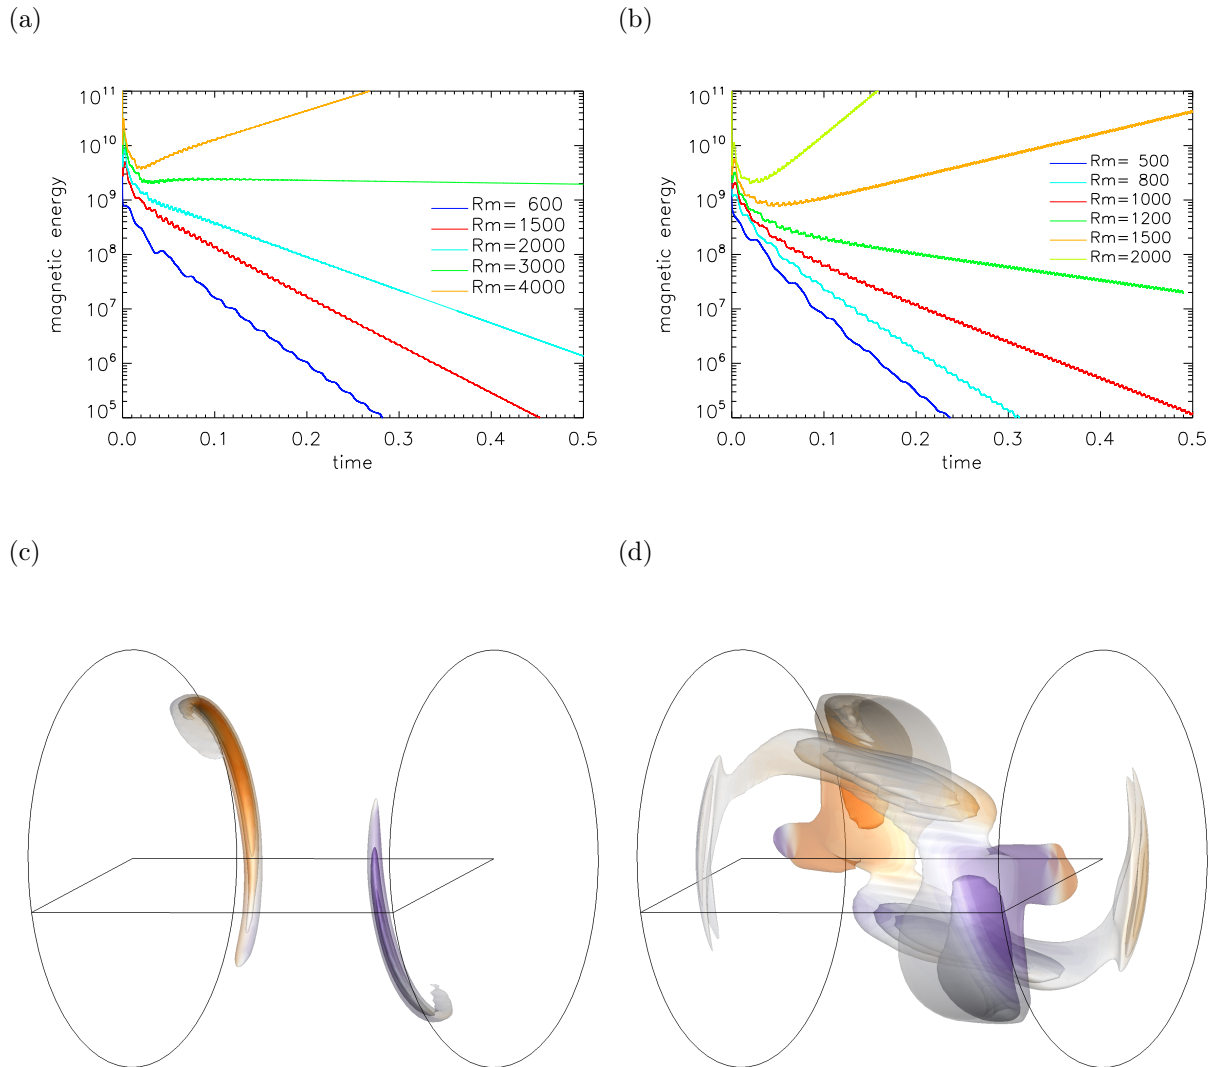 (a)
(b)
magnetic energy
10^11
10^10
10^9
10^8
10^7
10^6
10^5
Rm= 600
Rm=1500
Rm=2000
Rm=3000
Rm=4000
0.0 0.1 0.2 0.3 0.4 0.5
time
magnetic energy
10^11
10^10
10^9
10^8
10^7
10^6
10^5
Rm= 500
Rm= 800
Rm=1000
Rm=1200
Rm=1500
Rm=2000
0.0 0.1 0.2 0.3 0.4 0.5
time
(c)
(d)